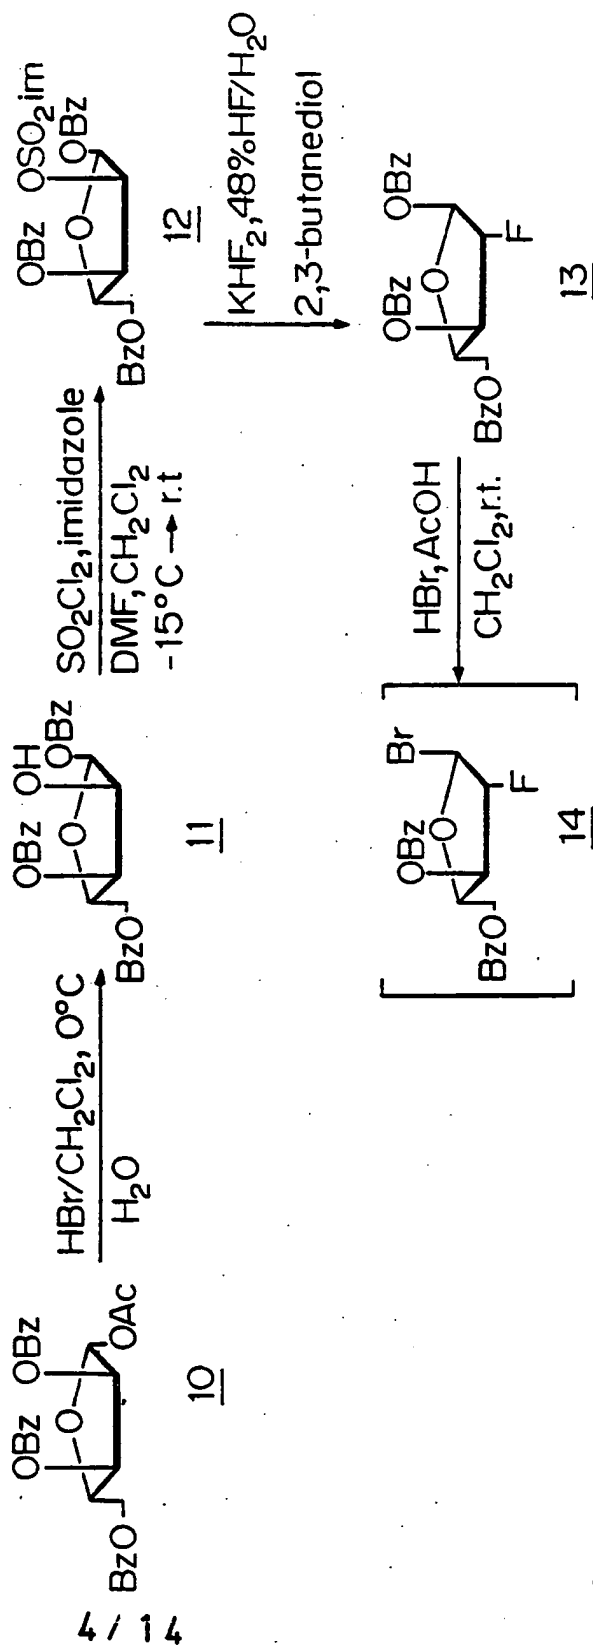 4 / 14
OBz OBz
O
BzO OAc
10
HBr/CH2Cl2, 0°C
H2O
OBz OH
O OBz
BzO
11
SO2Cl2, imidazole
DMF, CH2Cl2
-15°C → r.t
OBz OSO2im
O OBz
BzO
12
KHF2, 48%HF/H2O
2,3-butanediol
OBz OBz
O
BzO F
13
HBr, AcOH
CH2Cl2, r.t.
OBz Br
O
BzO F
14